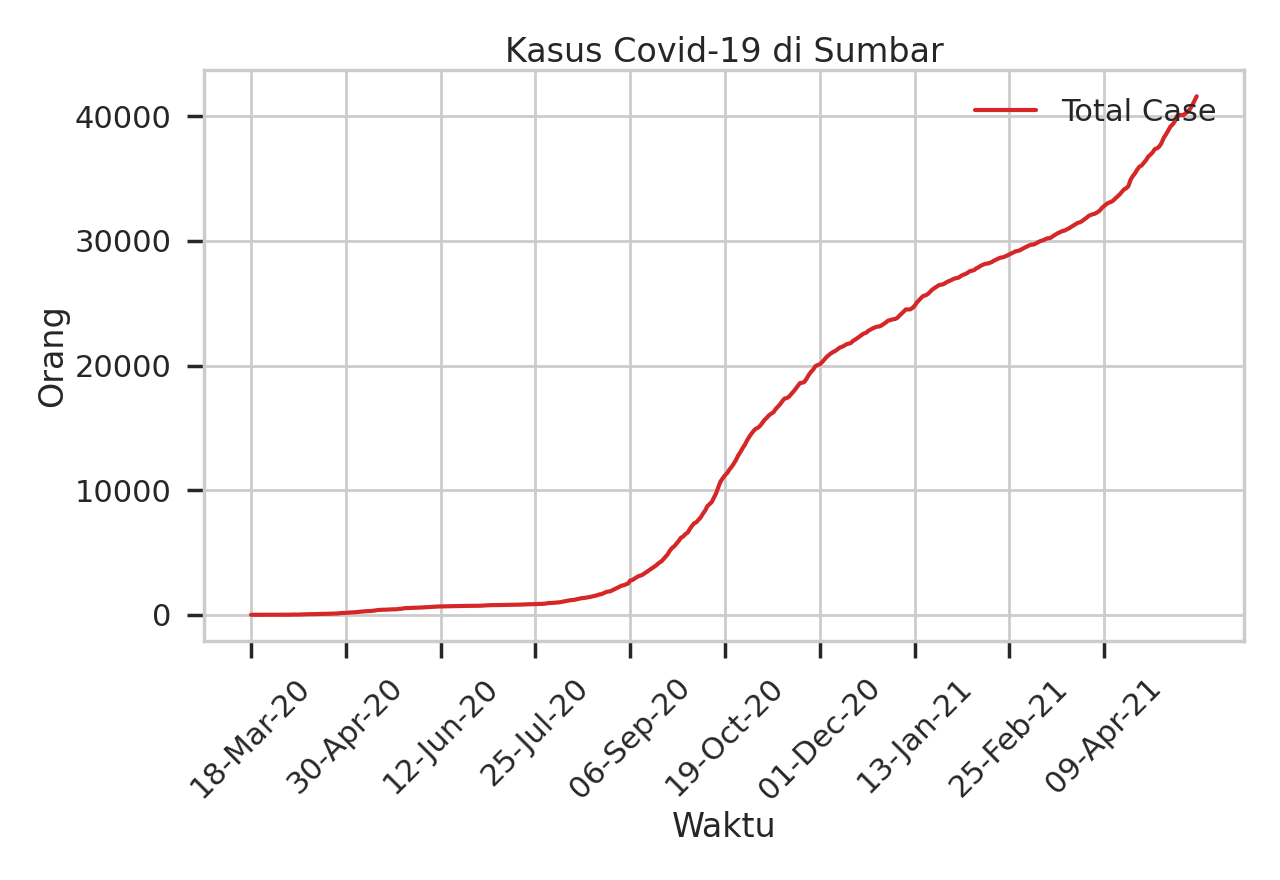 Kasus Covid-19 di Sumbar
Total Case
40000
30000
20000
10000
0
Orang
18-Mar-20
30-Apr-20
12-Jun-20
25-Jul-20
06-Sep-20
19-Oct-20
01-Dec-20
13-Jan-21
25-Feb-21
09-Apr-21
Waktu